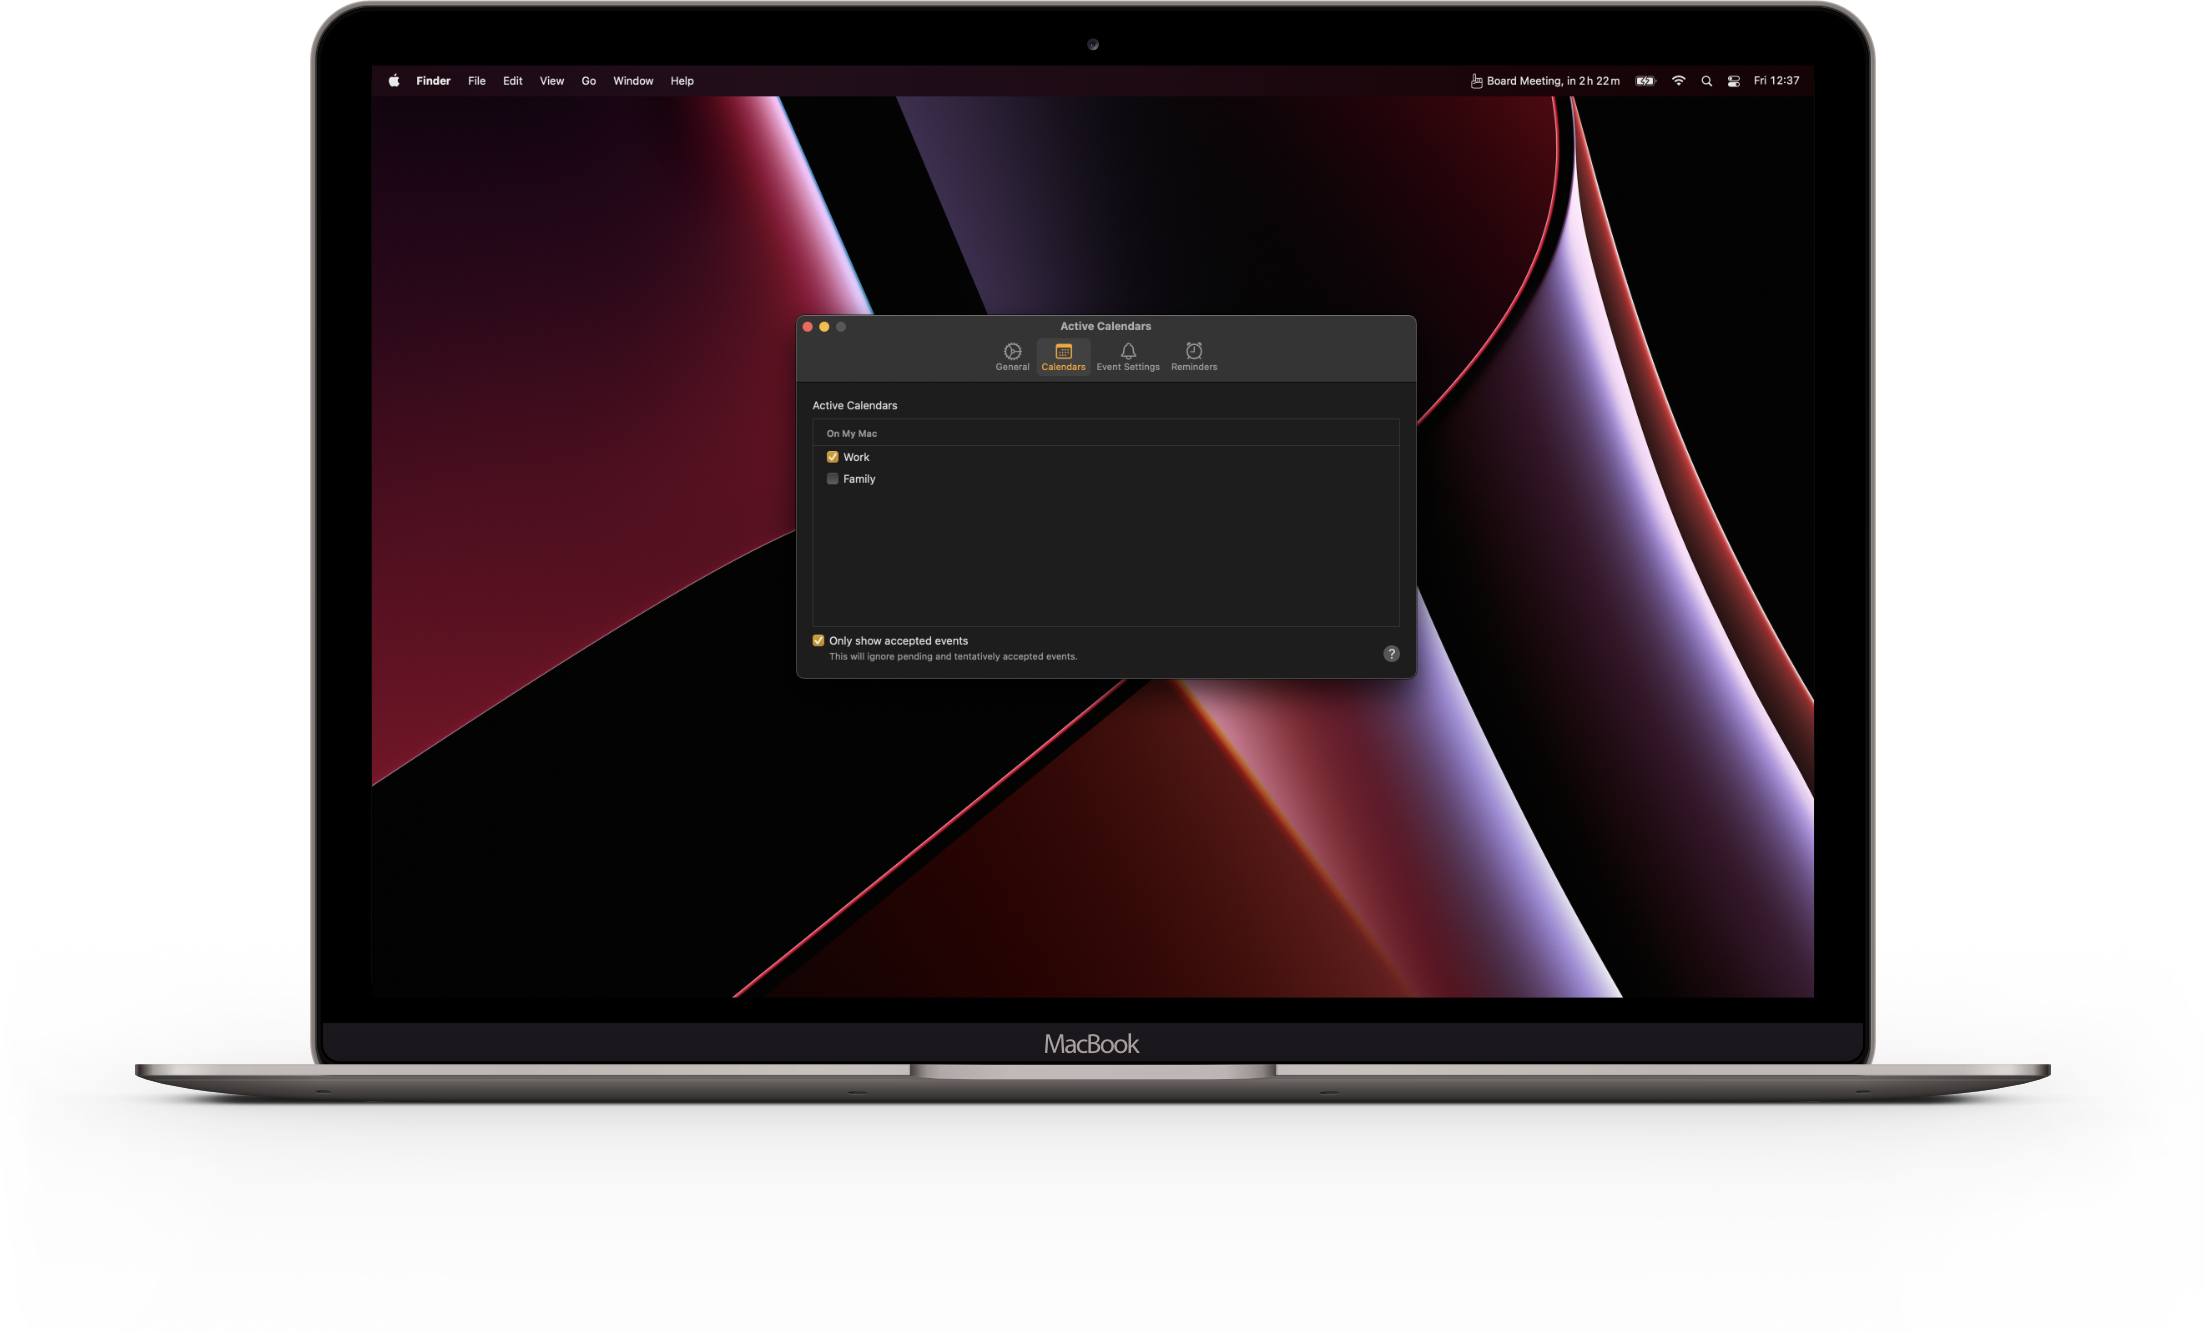 Finder File Edit View Go Window Help Board Meeting, in 2 h 22 m Fri 12:37
Active Calendars
General Calendars Event Settings Reminders
Active Calendars
On My Mac
Work
Family
Only show accepted events
This will ignore pending and tentatively accepted events.
?
MacBook